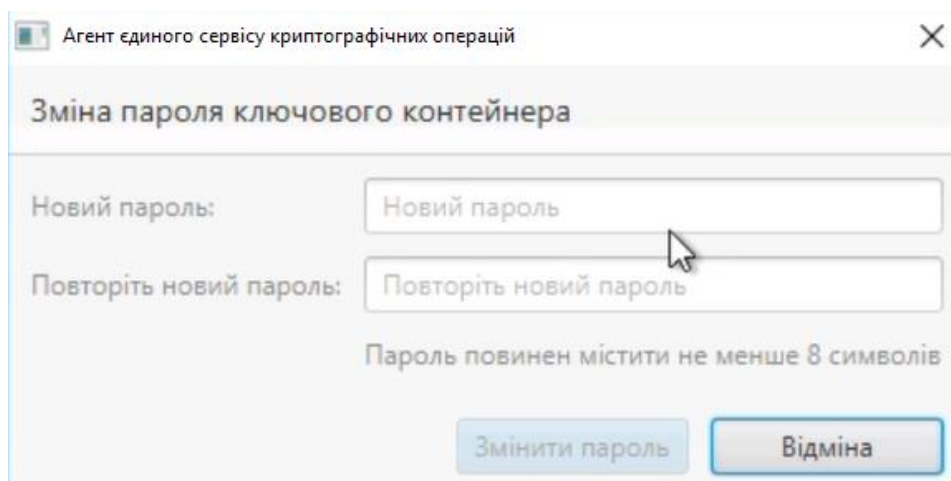 Агент єдиного сервісу криптографічних операцій
Зміна пароля ключового контейнера
Новий пароль: Новий пароль
Повторіть новий пароль: Повторіть новий пароль
Пароль повинен містити не менше 8 символів
Змінити пароль Відміна